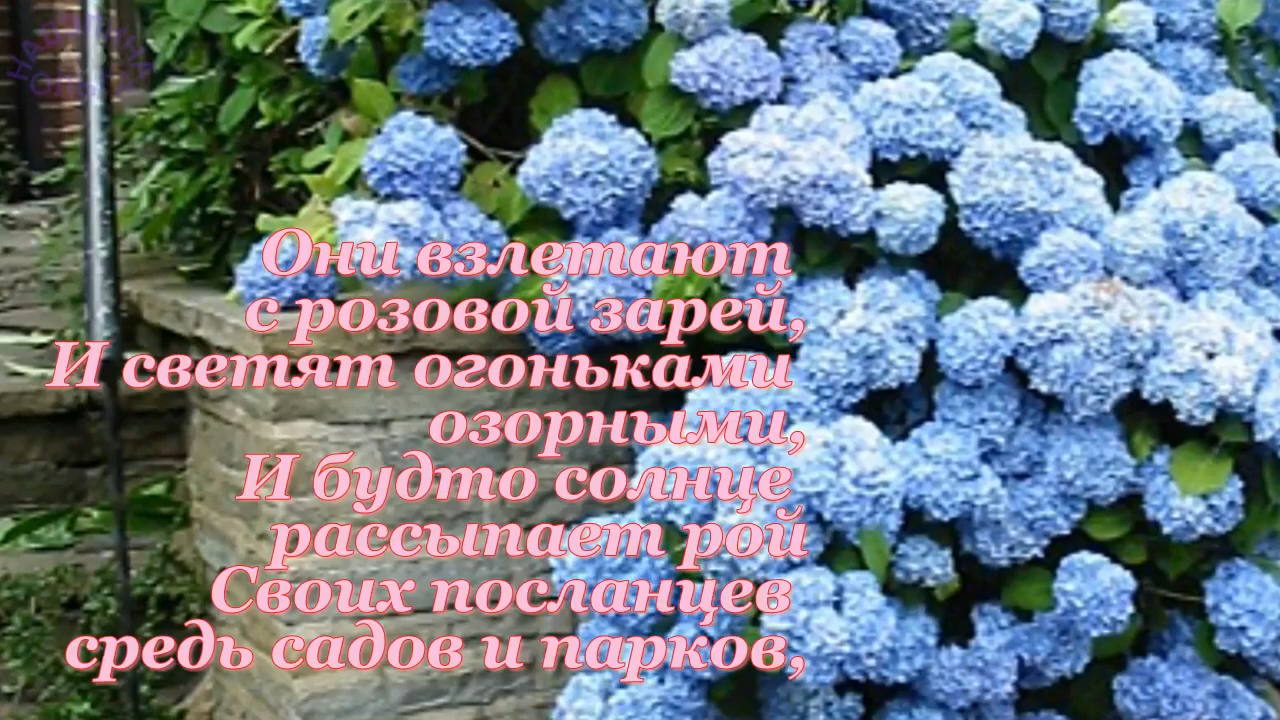 Они взлетают
с розовой зарей,
И светят огоньками
озорными,
И будто солнце
рассыпает рой
Своих посланцев
средь садов и парков,